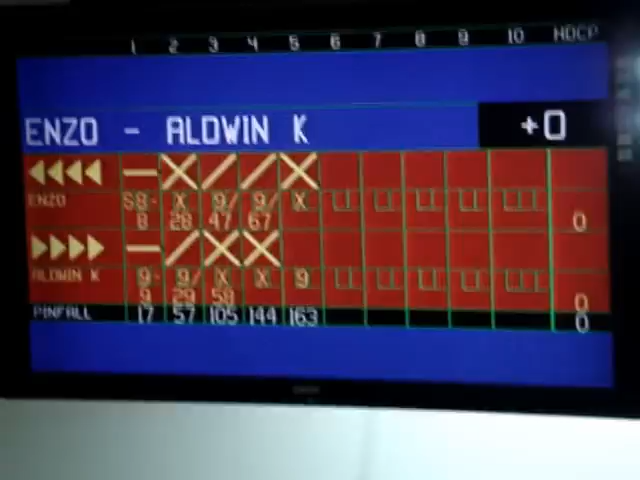 1 2 3 4 5 6 7 8 9 10 HDCP
ENZO - ALDWIN K +0
ENZO S8- X 9/ 9/ X
8 28 47 67 0
ALDWIN K 9- 9/ X X 9
9 29 58 0
PINFALL 17 57 105 144 163 0